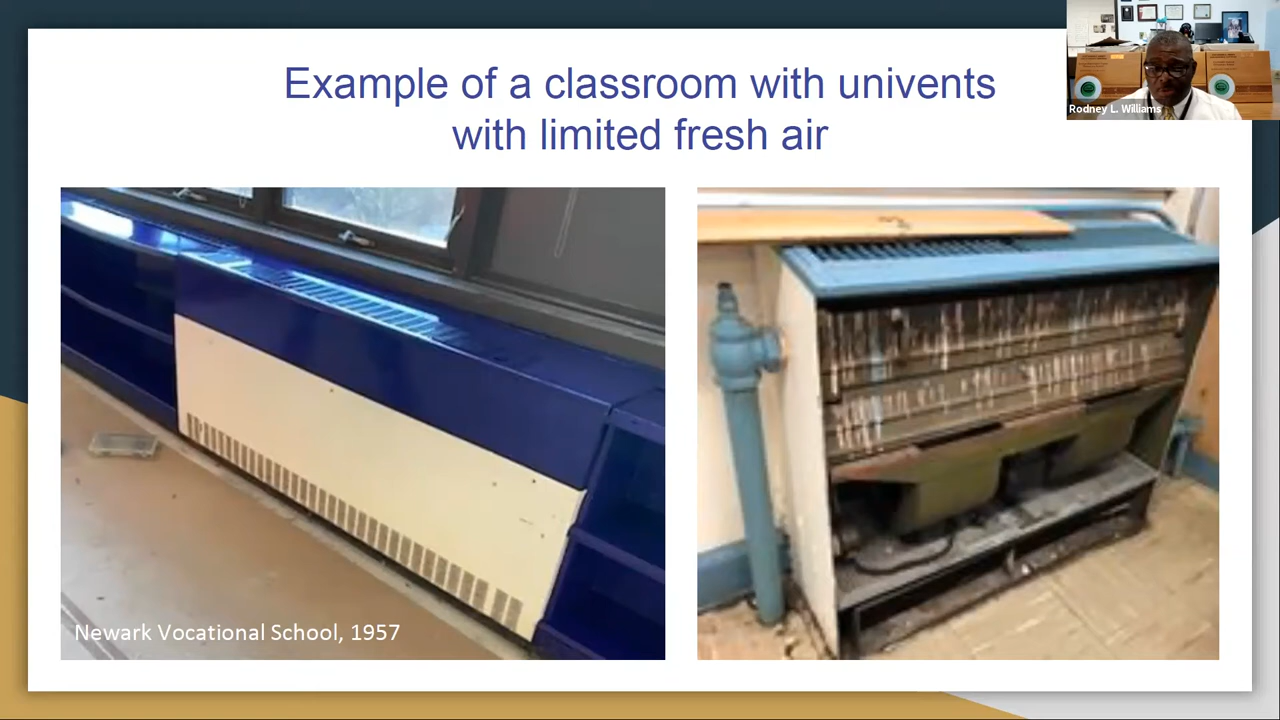 Example of a classroom with univents
with limited fresh air
Rodney L. Williams
Newark Vocational School, 1957